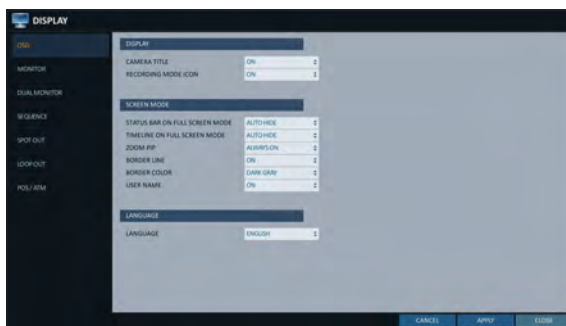 DISPLAY
OSD
MONITOR
DUAL MONITOR
SEQUENCE
SPOT OUT
LOOP OUT
POS / ATM
DISPLAY
CAMERA TITLE ON
RECORDING MODE ICON ON
SCREEN MODE
STATUS BAR ON FULL SCREEN MODE AUTO HIDE
TIMELINE ON FULL SCREEN MODE AUTO HIDE
ZOOM PIP ALWAYS ON
BORDER LINE ON
BORDER COLOR DARK GRAY
USER NAME ON
LANGUAGE
LANGUAGE ENGLISH
CANCEL APPLY CLOSE